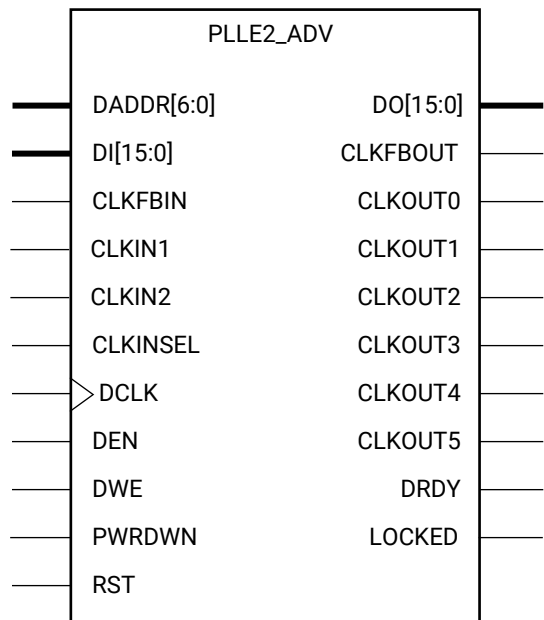 PLLE2_ADV
DADDR[6:0] DO[15:0]
DI[15:0] CLKFBOUT
CLKFBIN CLKOUT0
CLKIN1 CLKOUT1
CLKIN2 CLKOUT2
CLKINSEL CLKOUT3
DCLK CLKOUT4
DEN CLKOUT5
DWE DRDY
PWRDWN LOCKED
RST